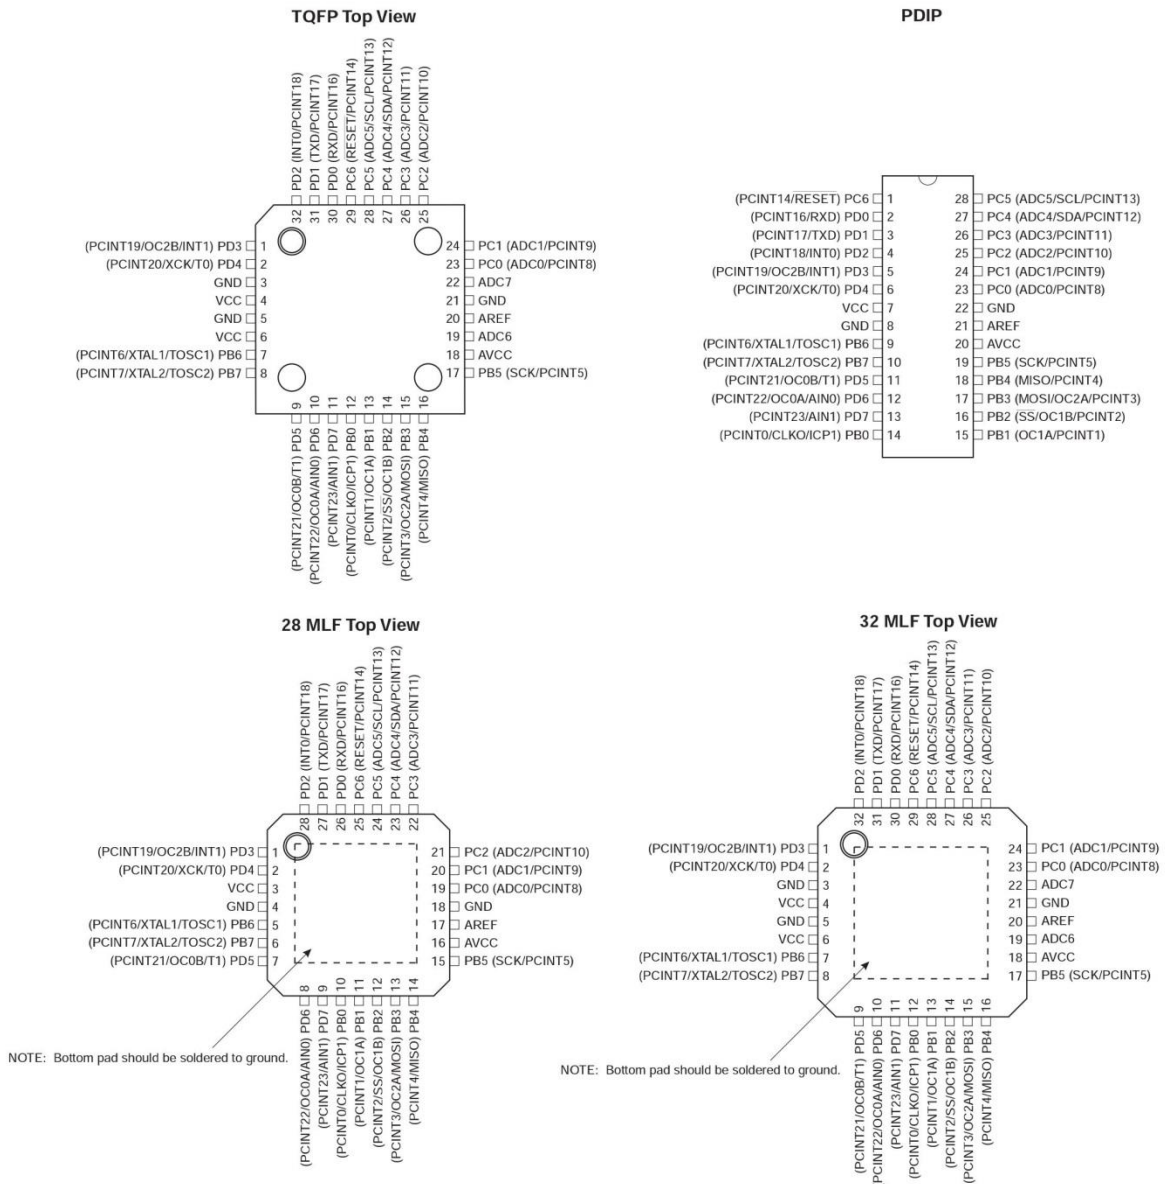 TQFP Top View
PD2 (INT0/PCINT18)
PD1 (TXD/PCINT17)
PD0 (RXD/PCINT16)
PC6 (RESET/PCINT14)
PC5 (ADC5/SCL/PCINT13)
PC4 (ADC4/SDA/PCINT12)
PC3 (ADC3/PCINT11)
PC2 (ADC2/PCINT10)
32 31 30 29 28 27 26 25
(PCINT19/OC2B/INT1) PD3 1
(PCINT20/XCK/T0) PD4 2
GND 3
VCC 4
GND 5
VCC 6
(PCINT6/XTAL1/TOSC1) PB6 7
(PCINT7/XTAL2/TOSC2) PB7 8
24 PC1 (ADC1/PCINT9)
23 PC0 (ADC0/PCINT8)
22 ADC7
21 GND
20 AREF
19 ADC6
18 AVCC
17 PB5 (SCK/PCINT5)
9 10 11 12 13 14 15 16
(PCINT21/OC0B/T1) PD5
(PCINT22/OC0A/AIN0) PD6
(PCINT23/AIN1) PD7
(PCINT0/CLKO/ICP1) PB0
(PCINT1/OC1A) PB1
(PCINT2/SS/OC1B) PB2
(PCINT3/OC2A/MOSI) PB3
(PCINT4/MISO) PB4
PDIP
(PCINT14/RESET) PC6 1
(PCINT16/RXD) PD0 2
(PCINT17/TXD) PD1 3
(PCINT18/INT0) PD2 4
(PCINT19/OC2B/INT1) PD3 5
(PCINT20/XCK/T0) PD4 6
VCC 7
GND 8
(PCINT6/XTAL1/TOSC1) PB6 9
(PCINT7/XTAL2/TOSC2) PB7 10
(PCINT21/OC0B/T1) PD5 11
(PCINT22/OC0A/AIN0) PD6 12
(PCINT23/AIN1) PD7 13
(PCINT0/CLKO/ICP1) PB0 14
28 PC5 (ADC5/SCL/PCINT13)
27 PC4 (ADC4/SDA/PCINT12)
26 PC3 (ADC3/PCINT11)
25 PC2 (ADC2/PCINT10)
24 PC1 (ADC1/PCINT9)
23 PC0 (ADC0/PCINT8)
22 GND
21 AREF
20 AVCC
19 PB5 (SCK/PCINT5)
18 PB4 (MISO/PCINT4)
17 PB3 (MOSI/OC2A/PCINT3)
16 PB2 (SS/OC1B/PCINT2)
15 PB1 (OC1A/PCINT1)
28 MLF Top View
PD2 (INT0/PCINT18)
PD1 (TXD/PCINT17)
PD0 (RXD/PCINT16)
PC6 (RESET/PCINT14)
PC5 (ADC5/SCL/PCINT13)
PC4 (ADC4/SDA/PCINT12)
PC3 (ADC3/PCINT11)
28 27 26 25 24 23 22
(PCINT19/OC2B/INT1) PD3 1
(PCINT20/XCK/T0) PD4 2
VCC 3
GND 4
(PCINT6/XTAL1/TOSC1) PB6 5
(PCINT7/XTAL2/TOSC2) PB7 6
(PCINT21/OC0B/T1) PD5 7
21 PC2 (ADC2/PCINT10)
20 PC1 (ADC1/PCINT9)
19 PC0 (ADC0/PCINT8)
18 GND
17 AREF
16 AVCC
15 PB5 (SCK/PCINT5)
8 9 10 11 12 13 14
(PCINT22/OC0A/AIN0) PD6
(PCINT23/AIN1) PD7
(PCINT0/CLKO/ICP1) PB0
(PCINT1/OC1A) PB1
(PCINT2/SS/OC1B) PB2
(PCINT3/OC2A/MOSI) PB3
(PCINT4/MISO) PB4
NOTE: Bottom pad should be soldered to ground.
32 MLF Top View
PD2 (INT0/PCINT18)
PD1 (TXD/PCINT17)
PD0 (RXD/PCINT16)
PC6 (RESET/PCINT14)
PC5 (ADC5/SCL/PCINT13)
PC4 (ADC4/SDA/PCINT12)
PC3 (ADC3/PCINT11)
PC2 (ADC2/PCINT10)
32 31 30 29 28 27 26 25
(PCINT19/OC2B/INT1) PD3 1
(PCINT20/XCK/T0) PD4 2
GND 3
VCC 4
GND 5
VCC 6
(PCINT6/XTAL1/TOSC1) PB6 7
(PCINT7/XTAL2/TOSC2) PB7 8
24 PC1 (ADC1/PCINT9)
23 PC0 (ADC0/PCINT8)
22 ADC7
21 GND
20 AREF
19 ADC6
18 AVCC
17 PB5 (SCK/PCINT5)
9 10 11 12 13 14 15 16
(PCINT21/OC0B/T1) PD5
(PCINT22/OC0A/AIN0) PD6
(PCINT23/AIN1) PD7
(PCINT0/CLKO/ICP1) PB0
(PCINT1/OC1A) PB1
(PCINT2/SS/OC1B) PB2
(PCINT3/OC2A/MOSI) PB3
(PCINT4/MISO) PB4
NOTE: Bottom pad should be soldered to ground.